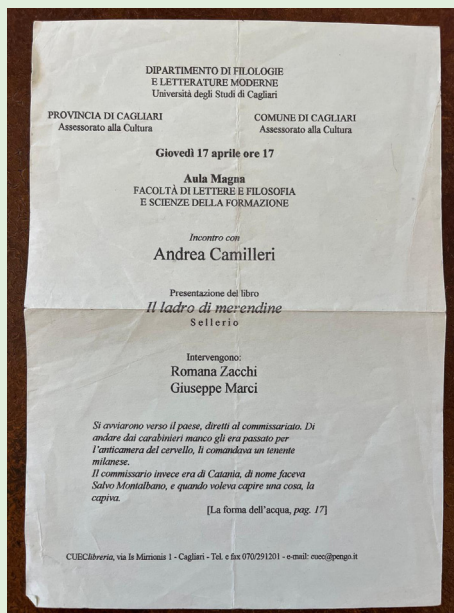 DIPARTIMENTO DI FILOLOGIE
E LETTERATURE MODERNE
Università degli Studi di Cagliari
PROVINCIA DI CAGLIARI
Assessorato alla Cultura
COMUNE DI CAGLIARI
Assessorato alla Cultura
Giovedì 17 aprile ore 17
Aula Magna
FACOLTÀ DI LETTERE E FILOSOFIA
E SCIENZE DELLA FORMAZIONE
Incontro con
Andrea Camilleri
Presentazione del libro
Il ladro di merendine
Sellerio
Intervengono:
Romana Zacchi
Giuseppe Marci
Si avviarono verso il paese, diretti al commissariato. Di
andare dai carabinieri manco gli era passato per
l'anticamera del cervello, li comandava un tenente
milanese.
Il commissario invece era di Catania, di nome faceva
Salvo Montalbano, e quando voleva capire una cosa, la
capiva.
[La forma dell'acqua, pag. 17]
CUEClibreria, via Is Mirrionis 1 - Cagliari - Tel. e fax 070/291201 - e-mail: cuec@pengo.it